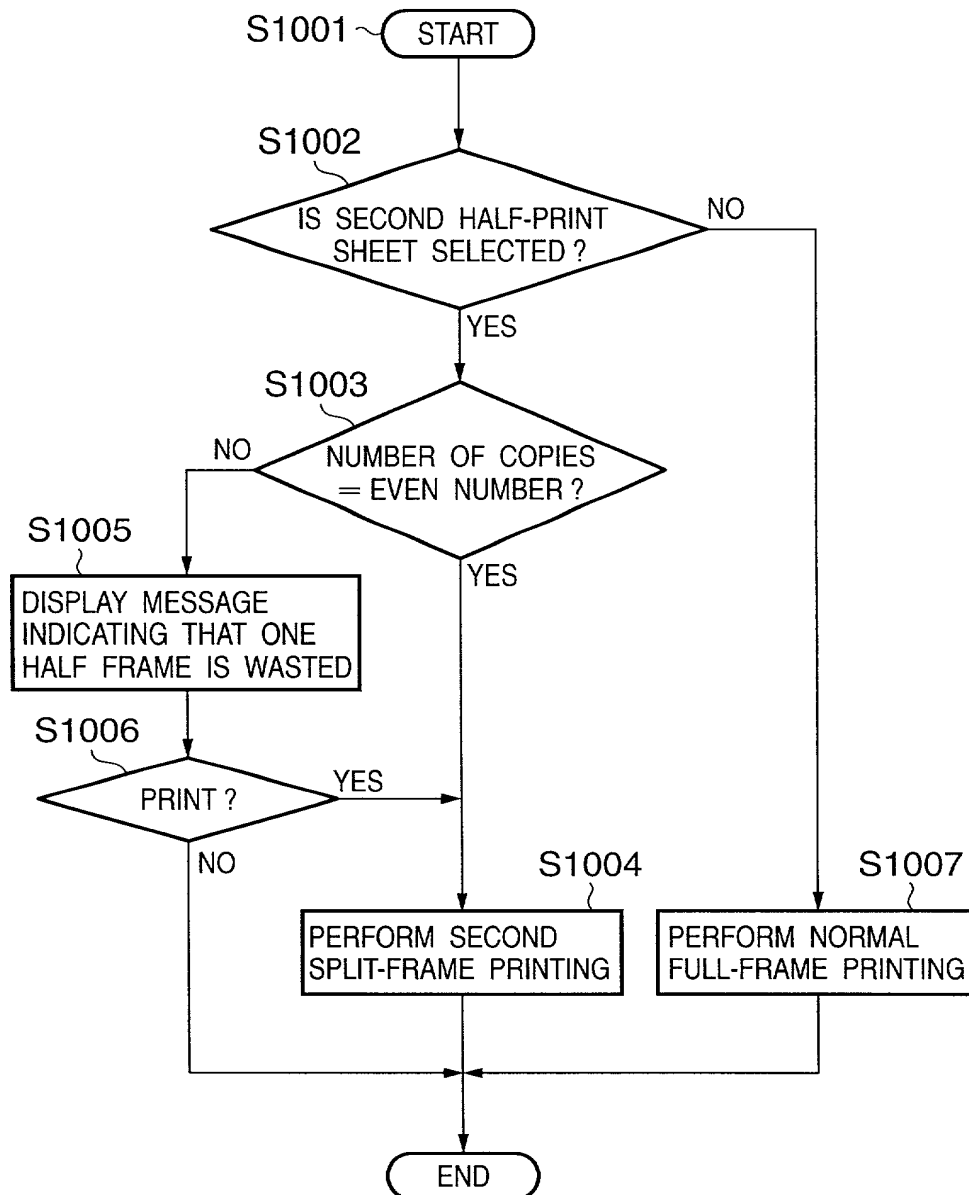 S1001
START
S1002
IS SECOND HALF-PRINT
SHEET SELECTED ?
NO
YES
S1003
NUMBER OF COPIES
= EVEN NUMBER ?
NO
YES
S1005
DISPLAY MESSAGE
INDICATING THAT ONE
HALF FRAME IS WASTED
S1006
PRINT ?
YES
NO
S1004
PERFORM SECOND
SPLIT-FRAME PRINTING
S1007
PERFORM NORMAL
FULL-FRAME PRINTING
END